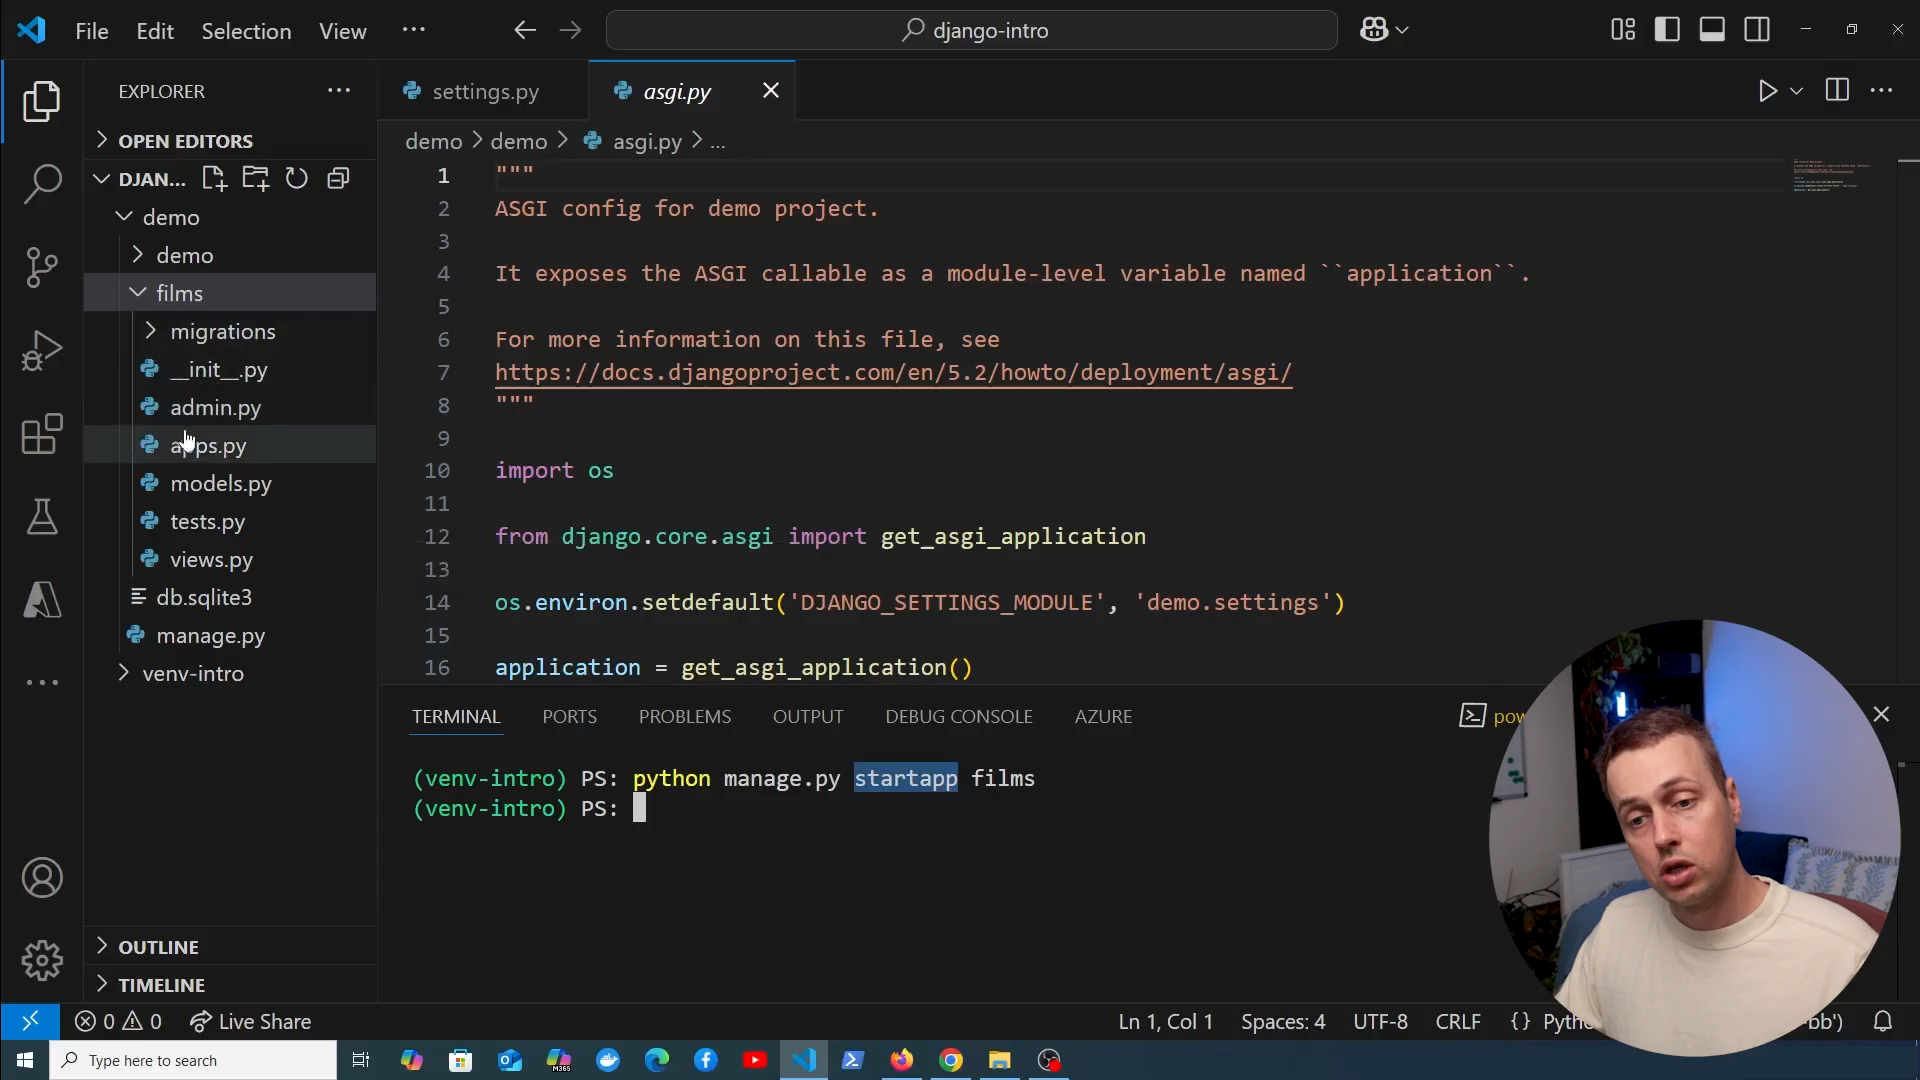 File Edit Selection View ···
django-intro
EXPLORER
settings.py
asgi.py
OPEN EDITORS
demo > demo > asgi.py > ...
DJAN...
demo
demo
films
migrations
__init__.py
admin.py
apps.py
models.py
tests.py
views.py
db.sqlite3
manage.py
venv-intro
OUTLINE
TIMELINE
1 """
2 ASGI config for demo project.
3
4 It exposes the ASGI callable as a module-level variable named ``application``.
5
6 For more information on this file, see
7 https://docs.djangoproject.com/en/5.2/howto/deployment/asgi/
8 """
9
10 import os
11
12 from django.core.asgi import get_asgi_application
13
14 os.environ.setdefault('DJANGO_SETTINGS_MODULE', 'demo.settings')
15
16 application = get_asgi_application()
TERMINAL PORTS PROBLEMS OUTPUT DEBUG CONSOLE AZURE
(venv-intro) PS: python manage.py startapp films
(venv-intro) PS:
0 0 Live Share Ln 1, Col 1 Spaces: 4 UTF-8 CRLF {}
Type here to search
M365